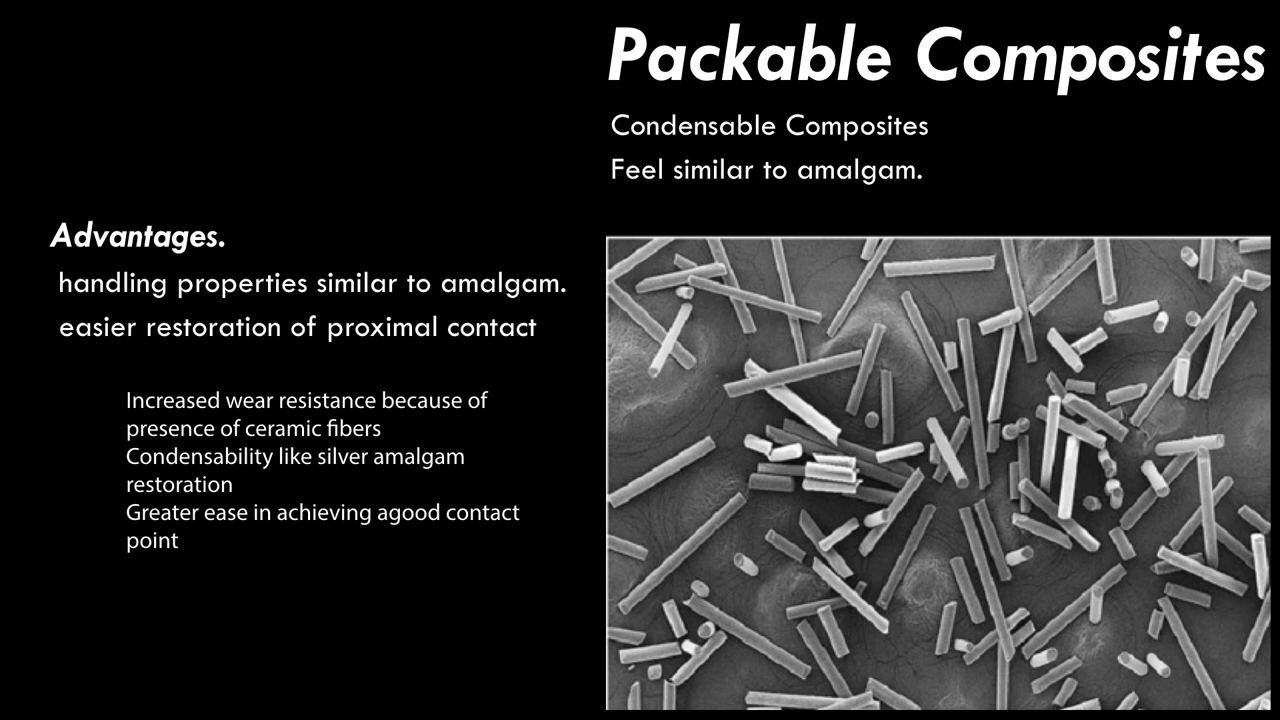 Packable Composites
Condensable Composites
Feel similar to amalgam.
Advantages.
handling properties similar to amalgam.
easier restoration of proximal contact
Increased wear resistance because of
presence of ceramic fibers
Condensability like silver amalgam
restoration
Greater ease in achieving agood contact
point